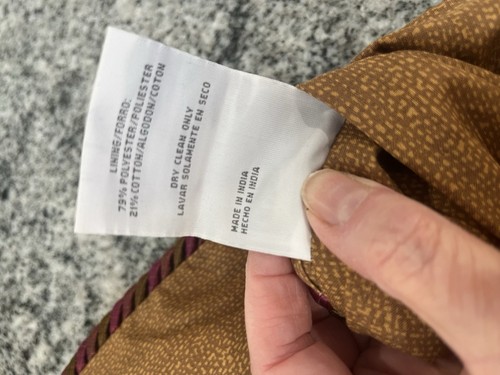 LINING/FORRO:
79% POLYESTER/POLIESTER
21% COTTON/ALGODON/COTON
DRY CLEAN ONLY
LAVAR SOLAMENTE EN SECO
MADE IN INDIA
HECHO EN INDIA